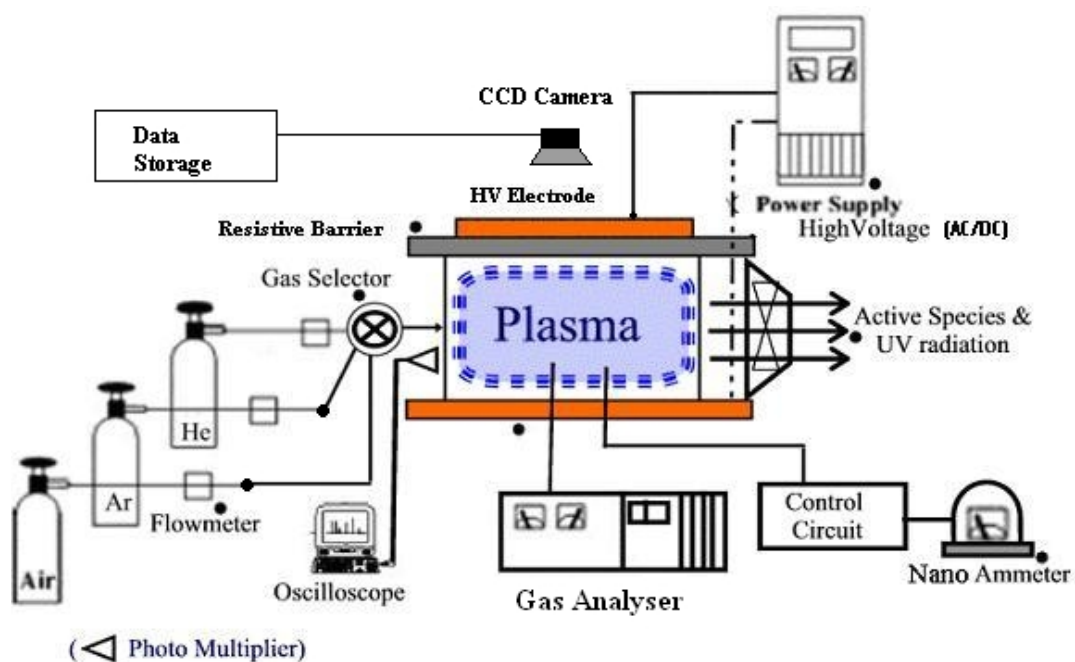 CCD Camera
Data
Storage
HV Electrode
Power Supply
HighVoltage (AC/DC)
Resistive Barrier
Gas Selector
Plasma
Active Species &
UV radiation
He
Ar
Flowmeter
Air
Control
Circuit
Oscilloscope
Gas Analyser
Nano Ammeter
( Photo Multiplier)